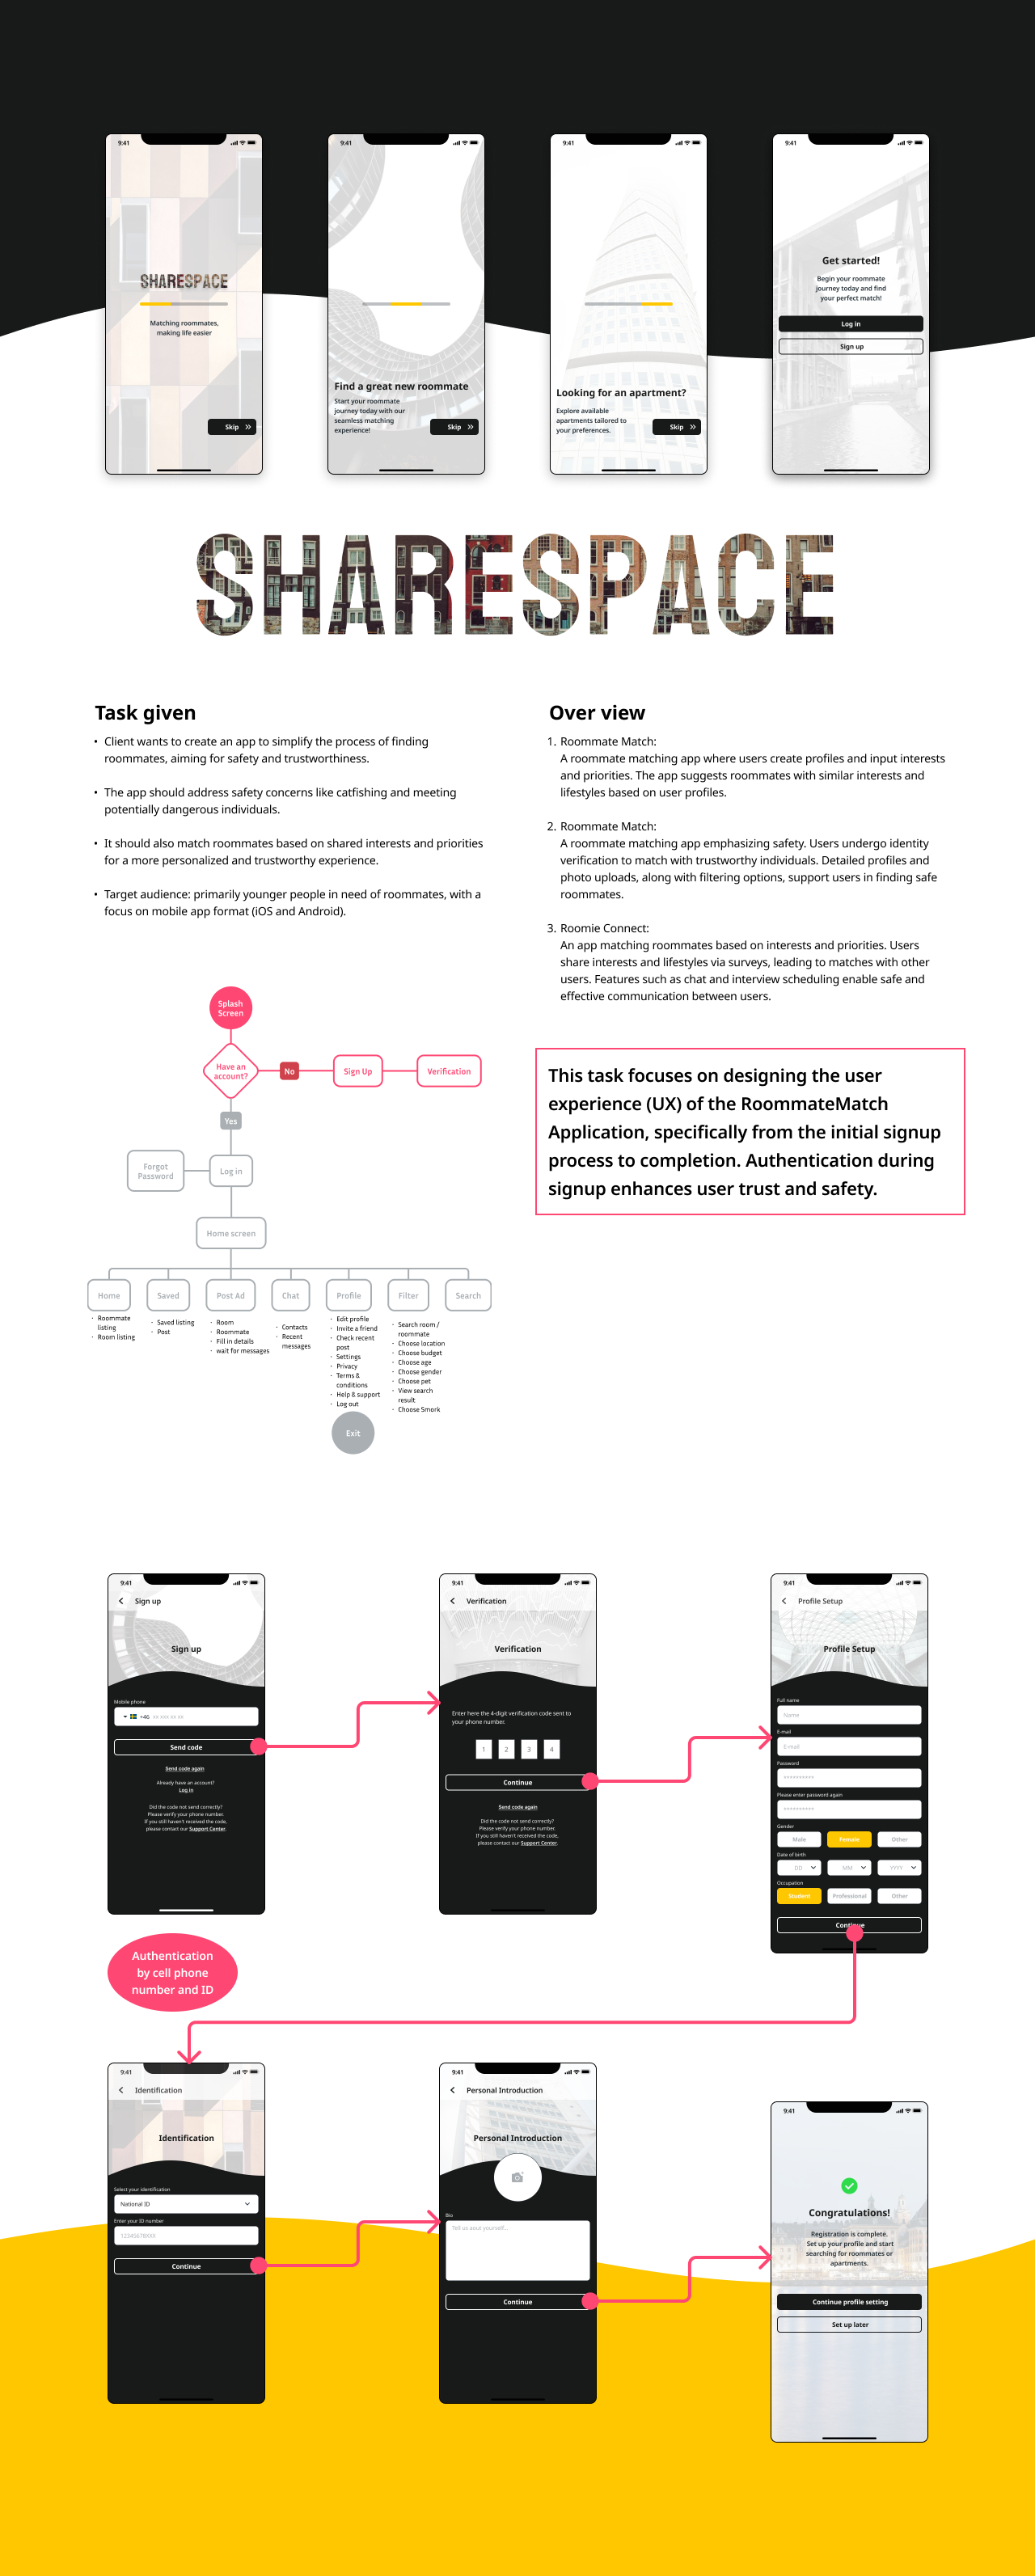 9:41
SHARESPACE
Matching roommates,
making life easier
Skip
9:41
Find a great new roommate
Start your roommate
journey today with our
seamless matching
experience!
Skip
9:41
Looking for an apartment?
Explore available
apartments tailored to
your preferences.
Skip
9:41
Get started!
Begin your roommate
journey today and find
your perfect match!
Log in
Sign up
SHARESPACE
Task given
• Client wants to create an app to simplify the process of finding
roommates, aiming for safety and trustworthiness.
• The app should address safety concerns like catfishing and meeting
potentially dangerous individuals.
• It should also match roommates based on shared interests and priorities
for a more personalized and trustworthy experience.
• Target audience: primarily younger people in need of roommates, with a
focus on mobile app format (iOS and Android).
Over view
1. Roommate Match:
A roommate matching app where users create profiles and input interests
and priorities. The app suggests roommates with similar interests and
lifestyles based on user profiles.
2. Roommate Match:
A roommate matching app emphasizing safety. Users undergo identity
verification to match with trustworthy individuals. Detailed profiles and
photo uploads, along with filtering options, support users in finding safe
roommates.
3. Roomie Connect:
An app matching roommates based on interests and priorities. Users
share interests and lifestyles via surveys, leading to matches with other
users. Features such as chat and interview scheduling enable safe and
effective communication between users.
This task focuses on designing the user
experience (UX) of the RoommateMatch
Application, specifically from the initial signup
process to completion. Authentication during
signup enhances user trust and safety.
Splash
Screen
Have an
account?
No
Sign Up
Verification
Yes
Forgot
Password
Log in
Home screen
Home
Saved
Post Ad
Chat
Profile
Filter
Search
• Roommate
listing
• Room listing
• Saved listing
• Post
• Room
• Roommate
• Fill in details
• wait for messages
• Contacts
• Recent
messages
• Edit profile
• Invite a friend
• Check recent
post
• Settings
• Privacy
• Terms &
conditions
• Help & support
• Log out
• Search room /
roommate
• Choose location
• Choose budget
• Choose age
• Choose gender
• Choose pet
• View search
result
• Choose Smork
Exit
9:41
Sign up
Sign up
Mobile phone
+46 xx xxx xx xx
Send code
Send code again
Already have an account?
Log in
Did the code not send correctly?
Please verify your phone number.
If you still haven't received the code,
please contact our Support Center.
9:41
Verification
Verification
Enter here the 4-digit verification code sent to
your phone number.
1 2 3 4
Continue
Send code again
Did the code not send correctly?
Please verify your phone number.
If you still haven't received the code,
please contact our Support Center.
9:41
Profile Setup
Profile Setup
Full name
Name
E-mail
E-mail
Password
**********
Please enter password again
**********
Gender
Male Female Other
Date of birth
DD MM YYYY
Occupation
Student Professional Other
Continue
Authentication
by cell phone
number and ID
9:41
Identification
Identification
Select your identification
National ID
Enter your ID number
12345678XXX
Continue
9:41
Personal Introduction
Personal Introduction
Bio
Tell us aout yourself...
Continue
9:41
Congratulations!
Registration is complete.
Set up your profile and start
searching for roommates or
apartments.
Continue profile setting
Set up later